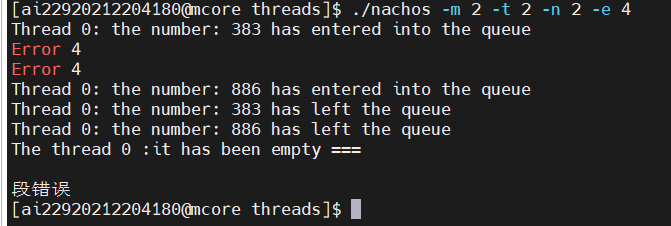 [ai22920212204180@mcore threads]$ ./nachos -m 2 -t 2 -n 2 -e 4
Thread 0: the number: 383 has entered into the queue
Error 4
Error 4
Thread 0: the number: 886 has entered into the queue
Thread 0: the number: 383 has left the queue
Thread 0: the number: 886 has left the queue
The thread 0 :it has been empty ===
段错误
[ai22920212204180@mcore threads]$